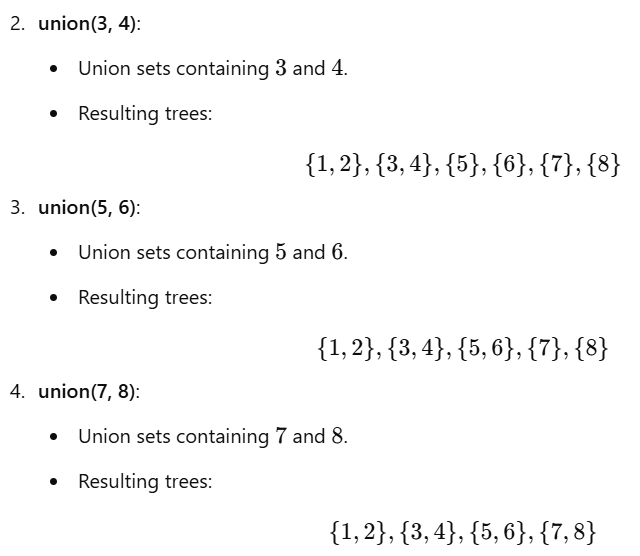 2. union(3, 4):
• Union sets containing 3 and 4.
• Resulting trees:
{1, 2}, {3, 4}, {5}, {6}, {7}, {8}
3. union(5, 6):
• Union sets containing 5 and 6.
• Resulting trees:
{1, 2}, {3, 4}, {5, 6}, {7}, {8}
4. union(7, 8):
• Union sets containing 7 and 8.
• Resulting trees:
{1, 2}, {3, 4}, {5, 6}, {7, 8}